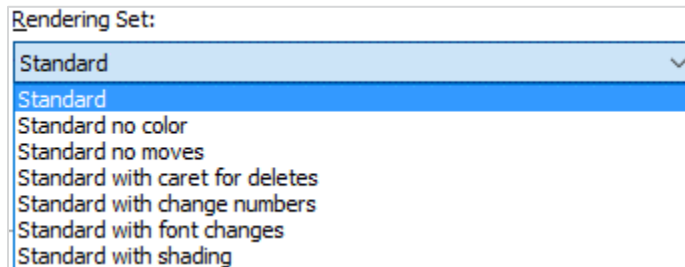 Rendering Set:
Standard
Standard
Standard no color
Standard no moves
Standard with caret for deletes
Standard with change numbers
Standard with font changes
Standard with shading